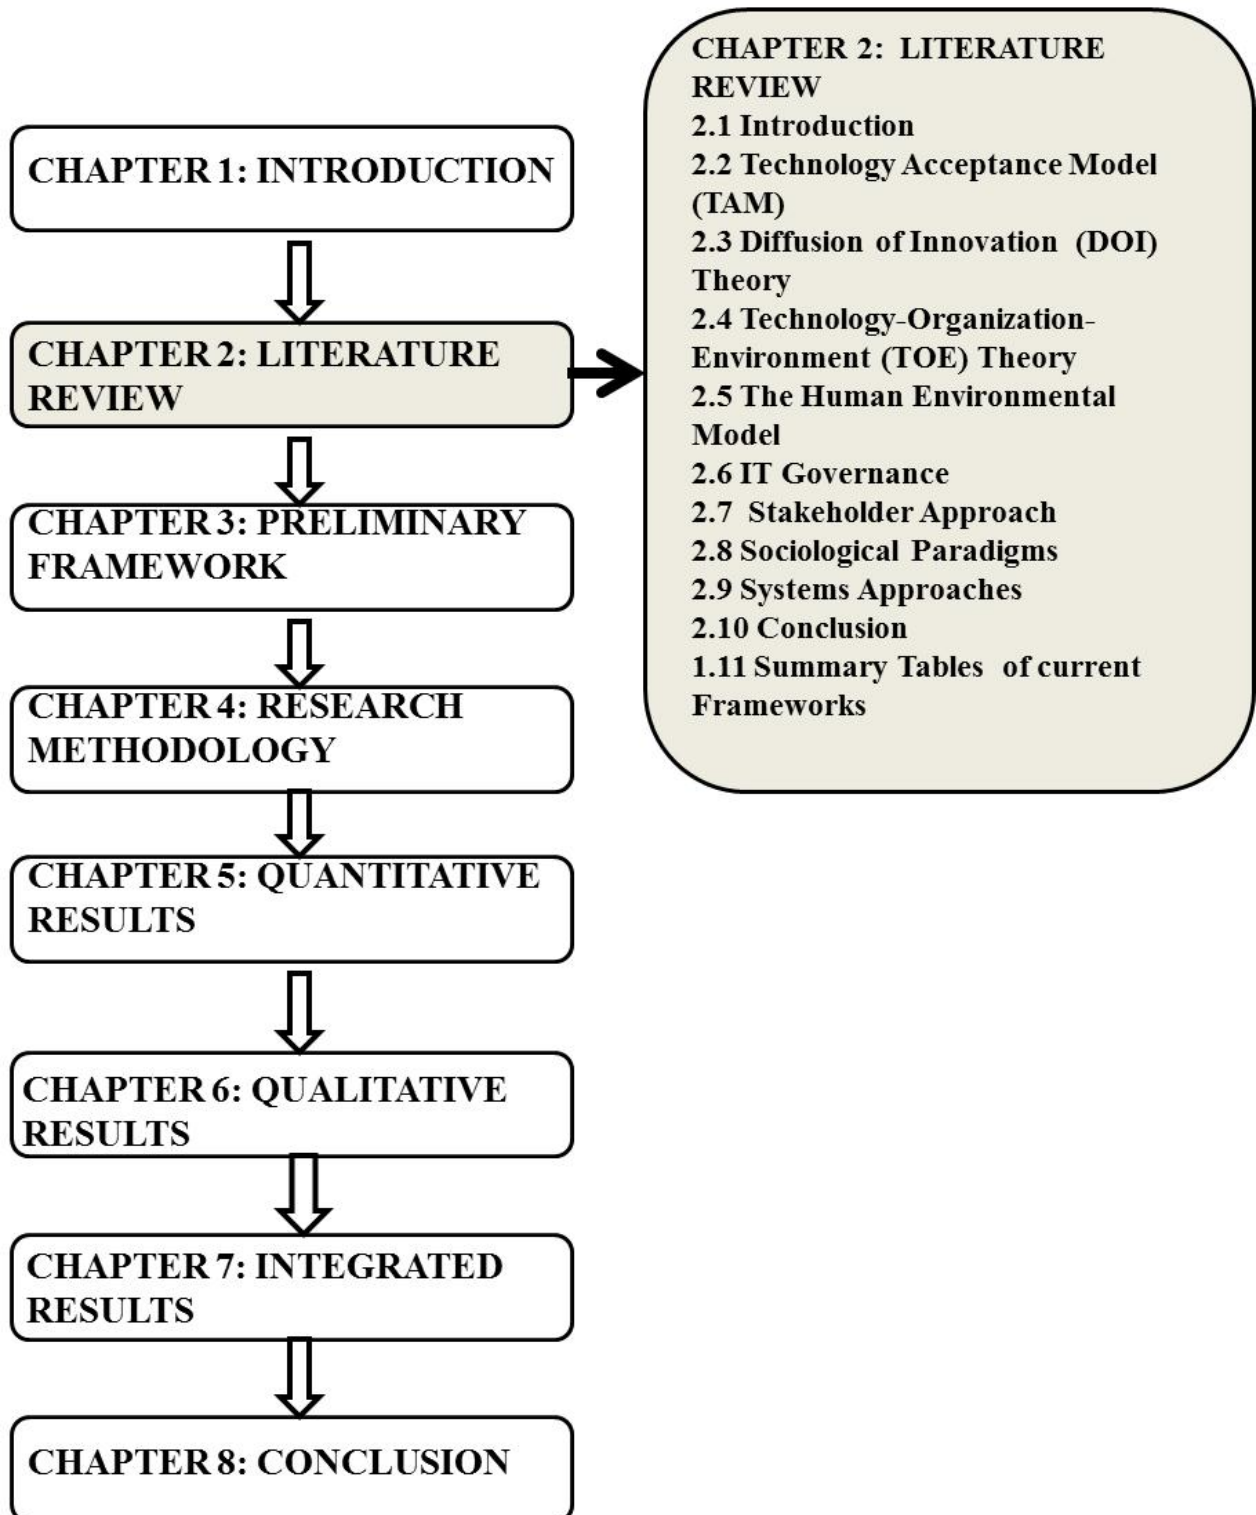 CHAPTER 1: INTRODUCTION
CHAPTER 2: LITERATURE
REVIEW
CHAPTER 3: PRELIMINARY
FRAMEWORK
CHAPTER 4: RESEARCH
METHODOLOGY
CHAPTER 5: QUANTITATIVE
RESULTS
CHAPTER 6: QUALITATIVE
RESULTS
CHAPTER 7: INTEGRATED
RESULTS
CHAPTER 8: CONCLUSION
CHAPTER 2: LITERATURE
REVIEW
2.1 Introduction
2.2 Technology Acceptance Model
(TAM)
2.3 Diffusion of Innovation (DOI)
Theory
2.4 Technology-Organization-
Environment (TOE) Theory
2.5 The Human Environmental
Model
2.6 IT Governance
2.7 Stakeholder Approach
2.8 Sociological Paradigms
2.9 Systems Approaches
2.10 Conclusion
1.11 Summary Tables of current
Frameworks